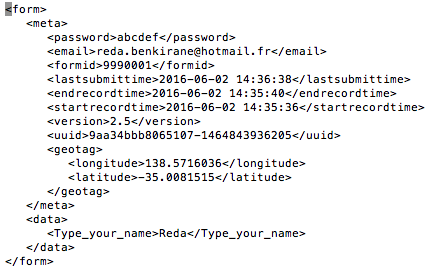 <form>
<meta>
<password>abcdef</password>
<email>reda.benkirane@hotmail.fr</email>
<formid>9990001</formid>
<lastsubmittime>2016-06-02 14:36:38</lastsubmittime>
<endrecordtime>2016-06-02 14:35:40</endrecordtime>
<startrecordtime>2016-06-02 14:35:36</startrecordtime>
<version>2.5</version>
<uuid>9aa34bbb8065107-1464843936205</uuid>
<geotag>
<longitude>138.5716036</longitude>
<latitude>-35.0081515</latitude>
</geotag>
</meta>
<data>
<Type_your_name>Reda</Type_your_name>
</data>
</form>